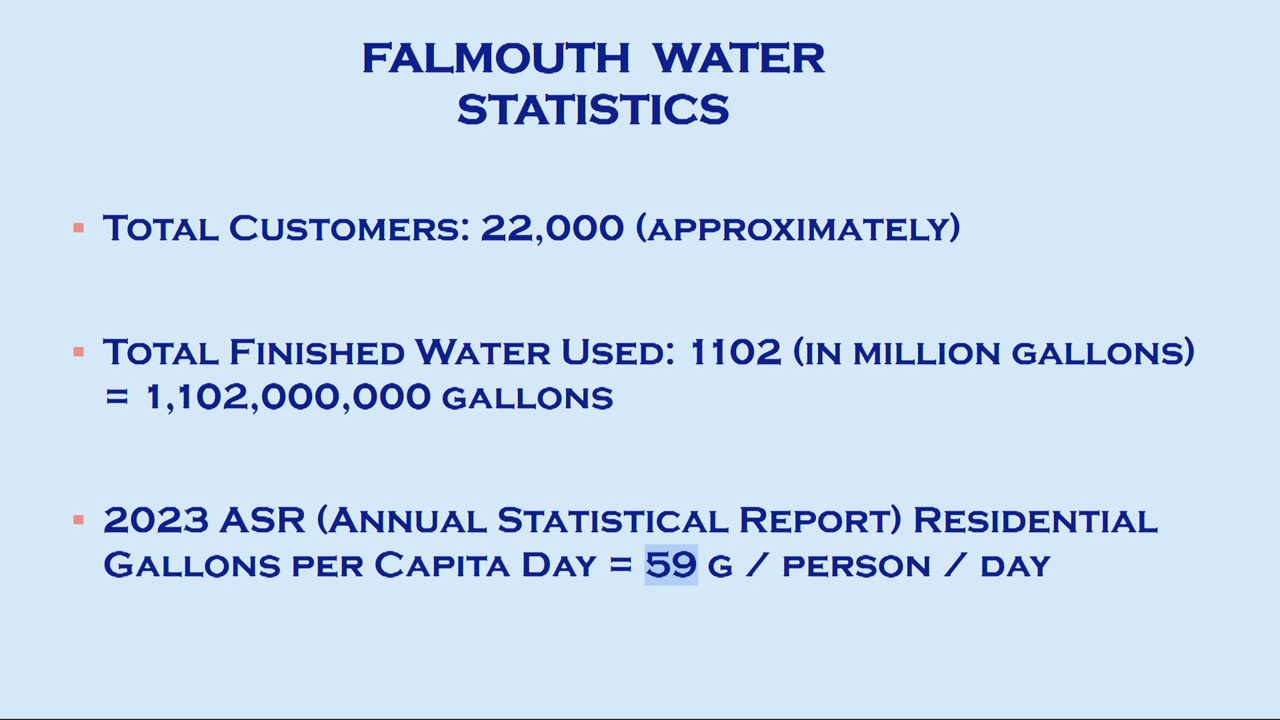 FALMOUTH WATER
STATISTICS
▪ TOTAL CUSTOMERS: 22,000 (APPROXIMATELY)
▪ TOTAL FINISHED WATER USED: 1102 (IN MILLION GALLONS)
= 1,102,000,000 GALLONS
▪ 2023 ASR (ANNUAL STATISTICAL REPORT) RESIDENTIAL
GALLONS PER CAPITA DAY = 59 G / PERSON / DAY